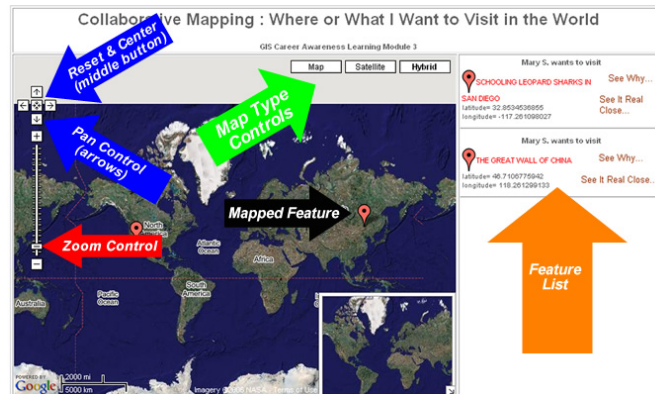 Collaborative Mapping : Where or What I Want to Visit in the World
GIS Career Awareness Learning Module 3
Reset & Center
(middle button)
Pan Control
(arrows)
Zoom Control
Map Type
Controls
Map Satellite Hybrid
Mapped Feature
North
America
Atlantic
Ocean
Africa
South
America
Pacific
Ocean
Australia
Asia
POWERED BY
Google
2000 mi
5000 km
Mary S. wants to visit
SCHOOLING LEOPARD SHARKS IN
SAN DIEGO
See Why...
See It Real
Close...
latitude= 32.8534536855
longitude= -117.261098027
Mary S. wants to visit
THE GREAT WALL OF CHINA
See Why...
latitude= 46.7106775942
See It Real Close...
longitude= 118.261299133
Feature
List